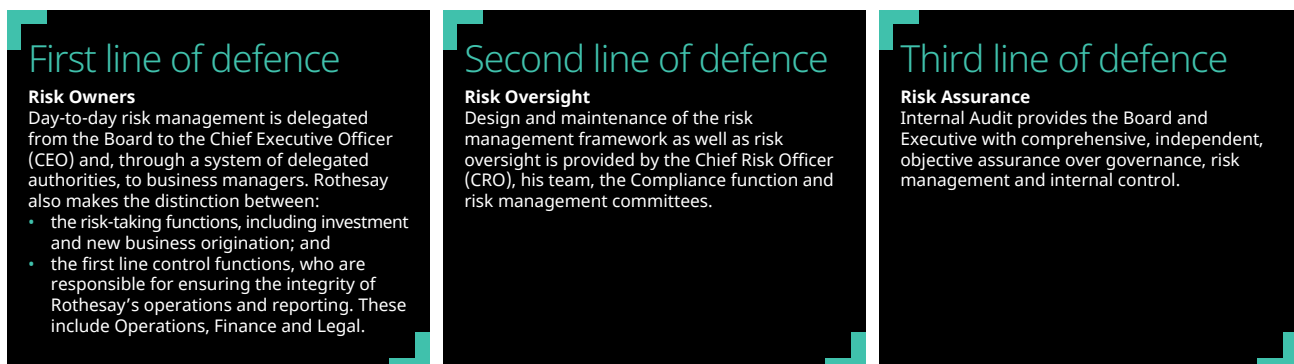 First line of defence
Risk Owners
Day-to-day risk management is delegated
from the Board to the Chief Executive Officer
(CEO) and, through a system of delegated
authorities, to business managers. Rothesay
also makes the distinction between:
• the risk-taking functions, including investment
and new business origination; and
• the first line control functions, who are
responsible for ensuring the integrity of
Rothesay’s operations and reporting. These
include Operations, Finance and Legal.
Second line of defence
Risk Oversight
Design and maintenance of the risk
management framework as well as risk
oversight is provided by the Chief Risk Officer
(CRO), his team, the Compliance function and
risk management committees.
Third line of defence
Risk Assurance
Internal Audit provides the Board and
Executive with comprehensive, independent,
objective assurance over governance, risk
management and internal control.